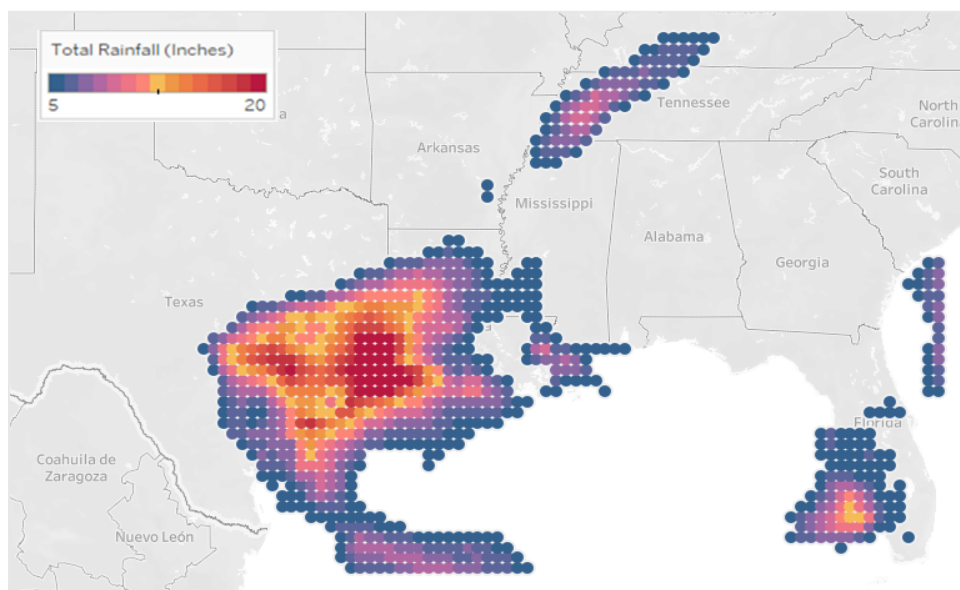 Total Rainfall (Inches)
5 20
a
Tennessee
North
Carolina
Arkansas
South
Carolina
Mississippi
Alabama
Georgia
Texas
a
Florida
Coahuila de
Zaragoza
Nuevo León